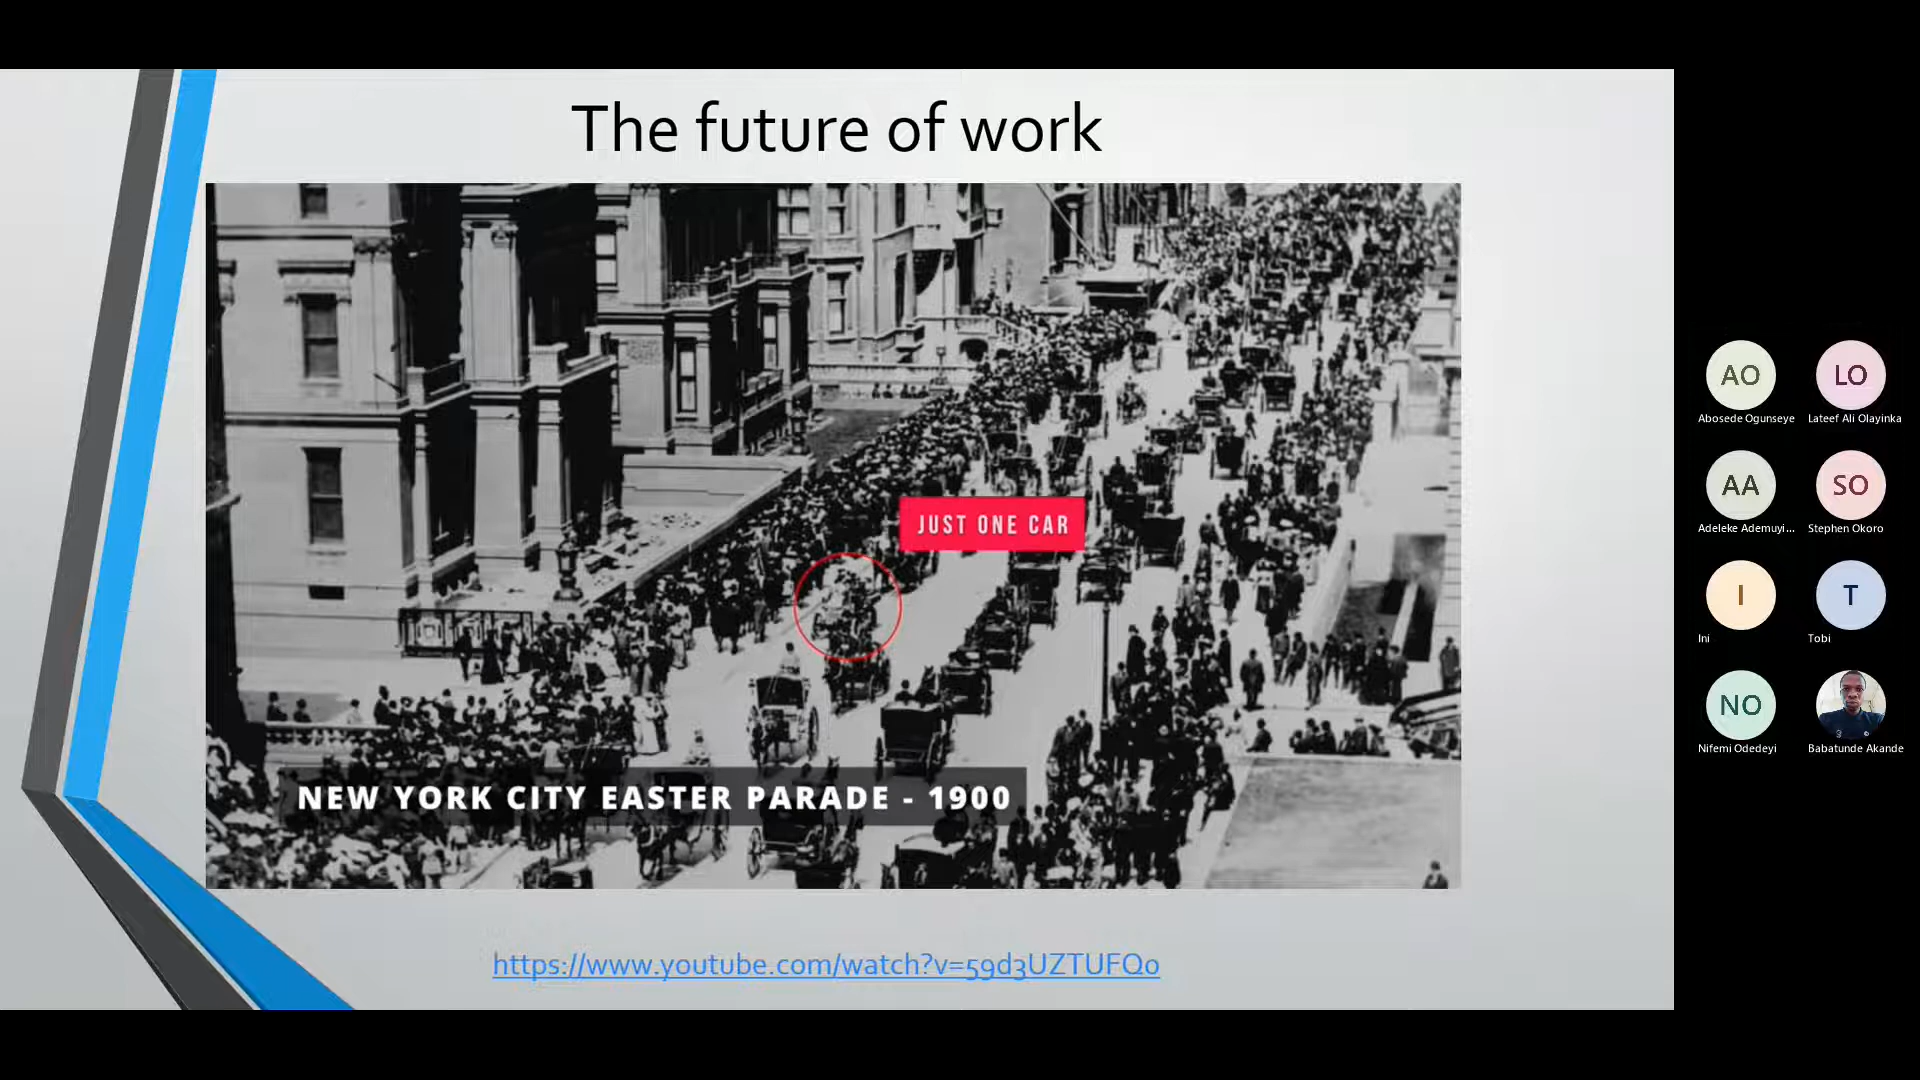 The future of work
JUST ONE CAR
NEW YORK CITY EASTER PARADE - 1900
https://www.youtube.com/watch?v=59d3UZTUFQ0
AO
LO
Abosede Ogunseye
Lateef Ali Olayinka
AA
SO
Adeleke Ademuyi...
Stephen Okoro
I
T
Ini
Tobi
NO
Nifemi Odedeyi
Babatunde Akande